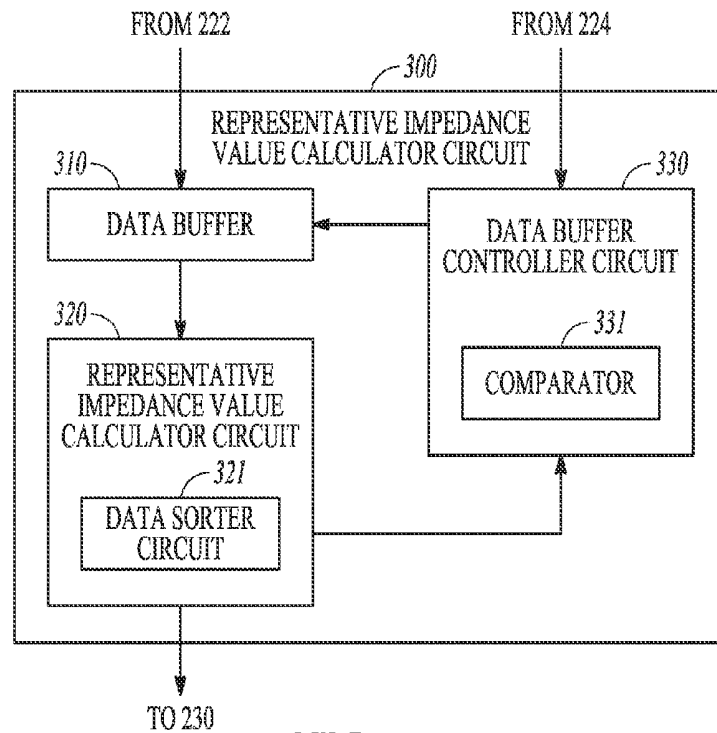 FROM 222
FROM 224
300
REPRESENTATIVE IMPEDANCE
VALUE CALCULATOR CIRCUIT
310
DATA BUFFER
330
DATA BUFFER
CONTROLLER CIRCUIT
331
COMPARATOR
320
REPRESENTATIVE
IMPEDANCE VALUE
CALCULATOR CIRCUIT
321
DATA SORTER
CIRCUIT
TO 230